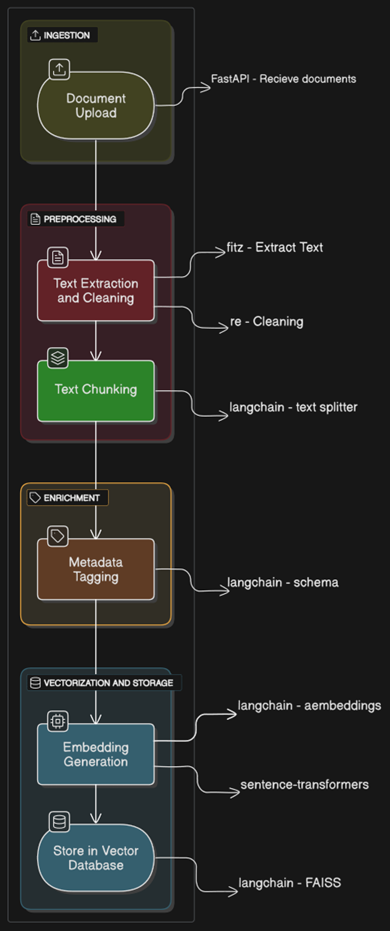 INGESTION
Document
Upload
FastAPI - Recieve documents
PREPROCESSING
Text Extraction
and Cleaning
fitz - Extract Text
re - Cleaning
Text Chunking
langchain - text splitter
ENRICHMENT
Metadata
Tagging
langchain - schema
VECTORIZATION AND STORAGE
Embedding
Generation
langchain - aembeddings
sentence-transformers
Store in Vector
Database
langchain - FAISS